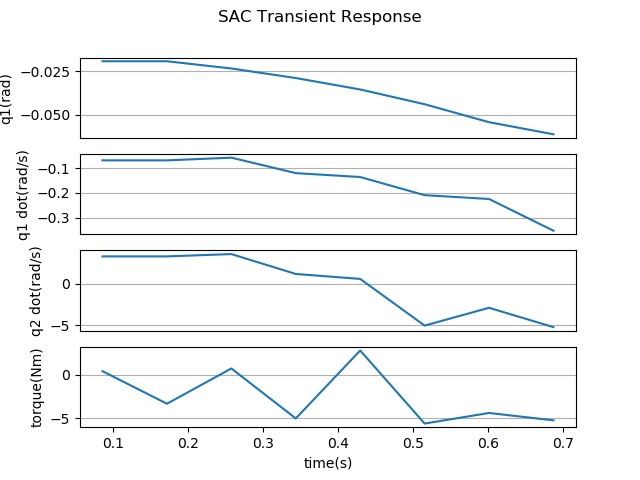 SAC Transient Response
q1(rad)
−0.025
−0.050
q1 dot(rad/s)
−0.1
−0.2
−0.3
q2 dot(rad/s)
0
−5
torque(Nm)
0
−5
0.1 0.2 0.3 0.4 0.5 0.6 0.7
time(s)